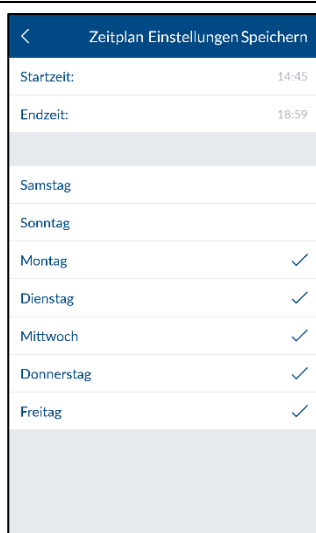 Zeitplan Einstellungen Speichern
Startzeit: 14:45
Endzeit: 18:59
Samstag
Sonntag
Montag
Dienstag
Mittwoch
Donnerstag
Freitag